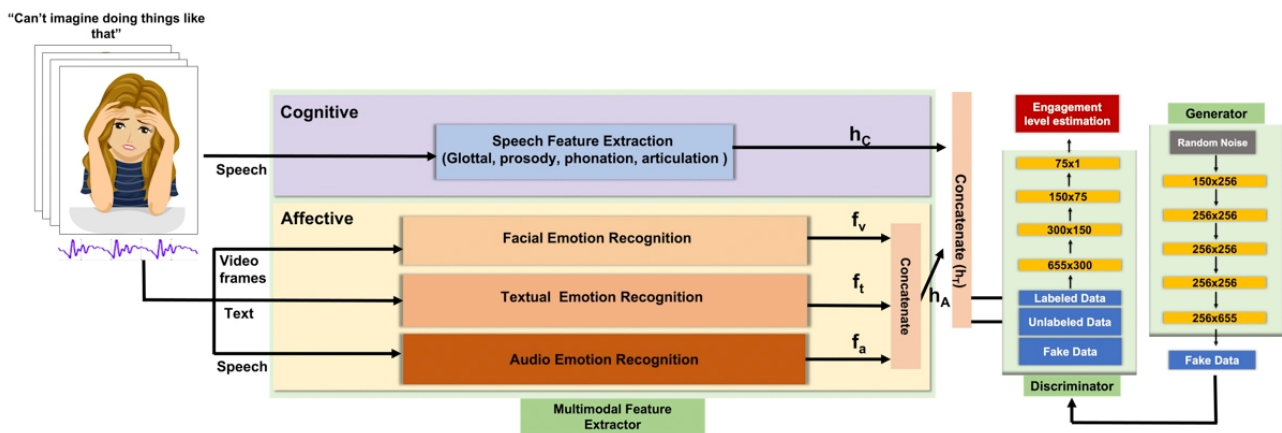 “Can’t imagine doing things like
that”
Speech
Video
frames
Text
Speech
Cognitive
Speech Feature Extraction
(Glottal, prosody, phonation, articulation )
h_C
Affective
Facial Emotion Recognition
f_v
Textual Emotion Recognition
f_t
Audio Emotion Recognition
f_a
Concatenate
h_A
Multimodal Feature
Extractor
Concatenate (h_T)
Engagement
level estimation
75x1
150x75
300x150
655x300
Labeled Data
Unlabeled Data
Fake Data
Discriminator
Generator
Random Noise
150x256
256x256
256x256
256x256
256x655
Fake Data